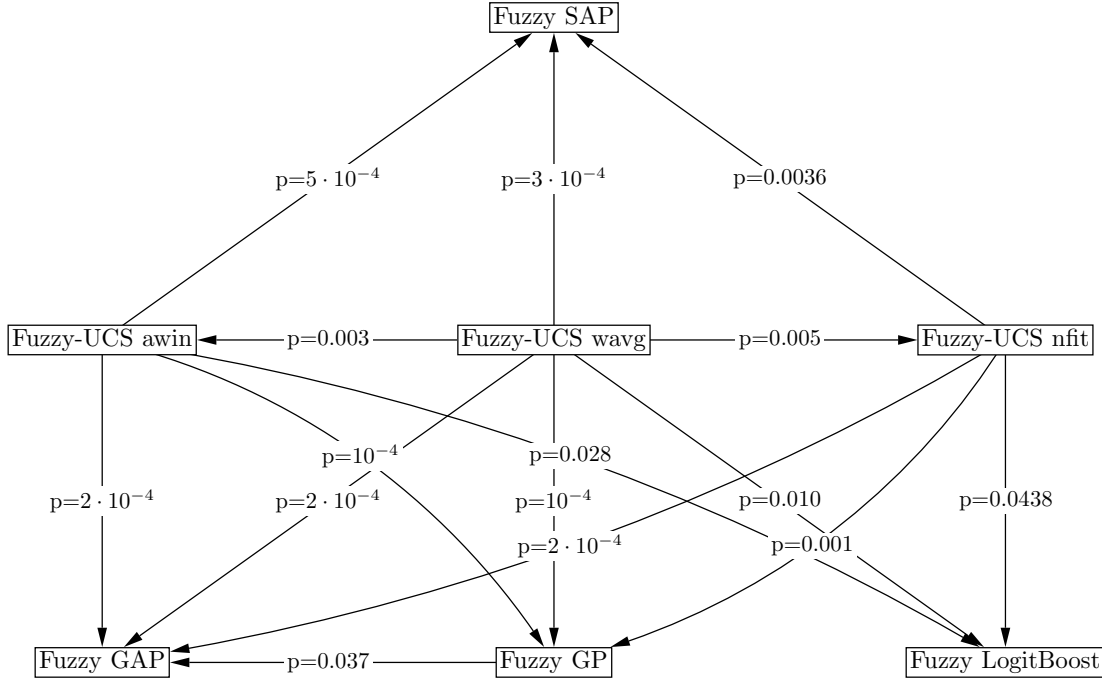 Fuzzy SAP
p=5 · 10⁻⁴
p=3 · 10⁻⁴
p=0.0036
Fuzzy-UCS awin
p=0.003
Fuzzy-UCS wavg
p=0.005
Fuzzy-UCS nfit
p=10⁻⁴
p=0.028
p=2 · 10⁻⁴
p=2 · 10⁻⁴
p=10⁻⁴
p=0.010
p=0.0438
p=2 · 10⁻⁴
p=0.001
Fuzzy GAP
p=0.037
Fuzzy GP
Fuzzy LogitBoost